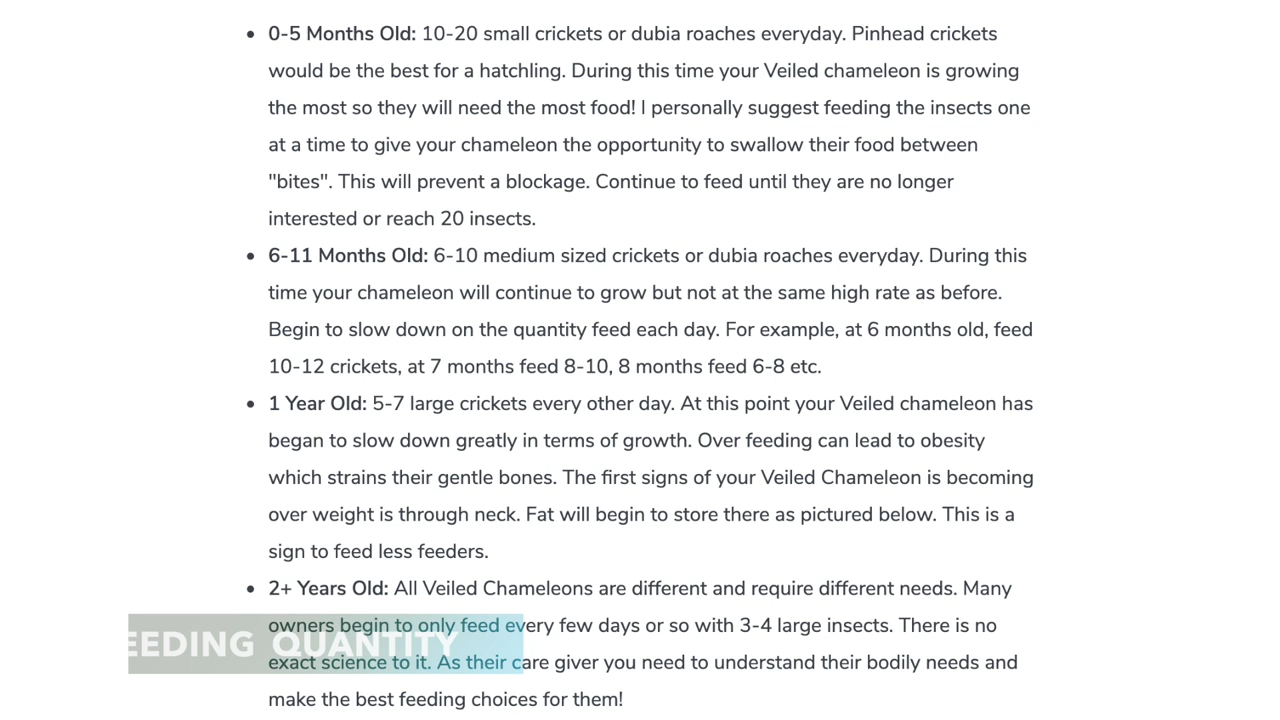 • 0-5 Months Old: 10-20 small crickets or dubia roaches everyday. Pinhead crickets
would be the best for a hatchling. During this time your Veiled chameleon is growing
the most so they will need the most food! I personally suggest feeding the insects one
at a time to give your chameleon the opportunity to swallow their food between
"bites". This will prevent a blockage. Continue to feed until they are no longer
interested or reach 20 insects.
• 6-11 Months Old: 6-10 medium sized crickets or dubia roaches everyday. During this
time your chameleon will continue to grow but not at the same high rate as before.
Begin to slow down on the quantity feed each day. For example, at 6 months old, feed
10-12 crickets, at 7 months feed 8-10, 8 months feed 6-8 etc.
• 1 Year Old: 5-7 large crickets every other day. At this point your Veiled chameleon has
began to slow down greatly in terms of growth. Over feeding can lead to obesity
which strains their gentle bones. The first signs of your Veiled Chameleon is becoming
over weight is through neck. Fat will begin to store there as pictured below. This is a
sign to feed less feeders.
• 2+ Years Old: All Veiled Chameleons are different and require different needs. Many
owners begin to only feed every few days or so with 3-4 large insects. There is no
EEDING QUANTITY
exact science to it. As their care giver you need to understand their bodily needs and
make the best feeding choices for them!